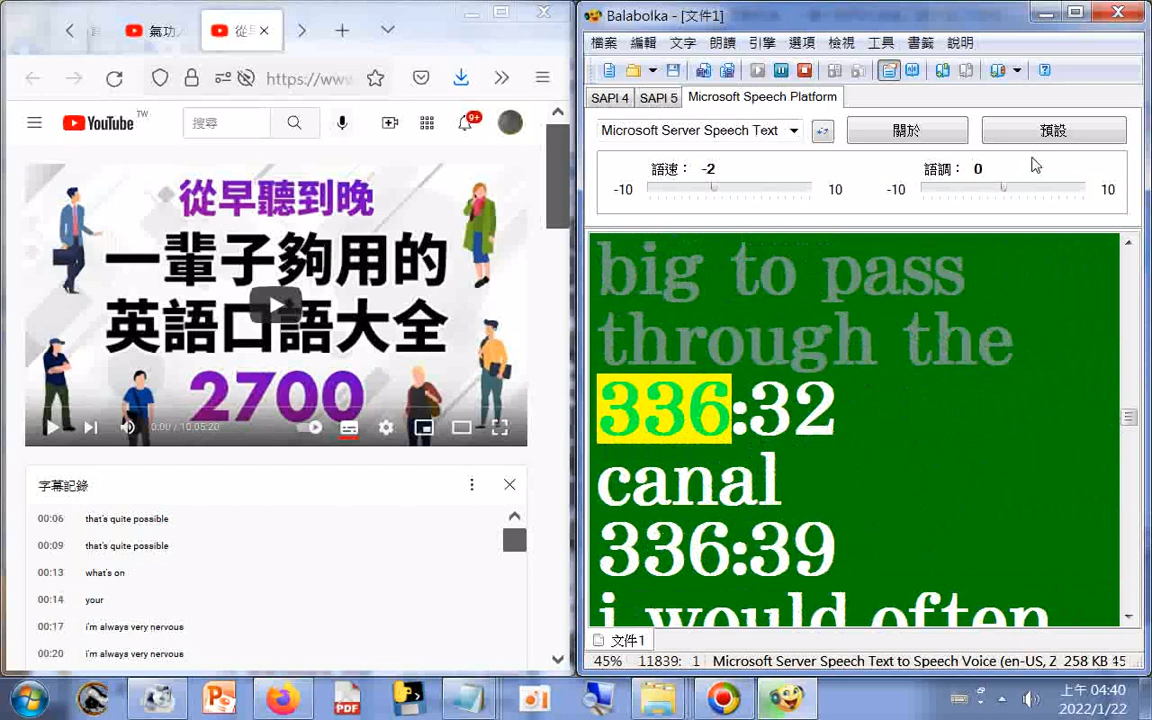 氣功
從
https://www
YouTube TW
搜尋
9+
從早聽到晚
一輩子夠用的
英語口語大全
2700
0:00 / 10:05:20
字幕記錄
00:06 that's quite possible
00:09 that's quite possible
00:13 what's on
00:14 your
00:17 i'm always very nervous
00:20 i'm always very nervous
Balabolka - [文件1]
檔案 編輯 文字 朗讀 引擎 選項 檢視 工具 書籤 說明
SAPI 4 SAPI 5 Microsoft Speech Platform
Microsoft Server Speech Text 關於 預設
語速： -2 語調： 0
-10 10 -10 10
big to pass
through the
336:32
canal
336:39
i would often
文件1
45% 11839: 1 Microsoft Server Speech Text to Speech Voice (en-US, Z 258 KB 45
PDF
上午 04:40
2022/1/22